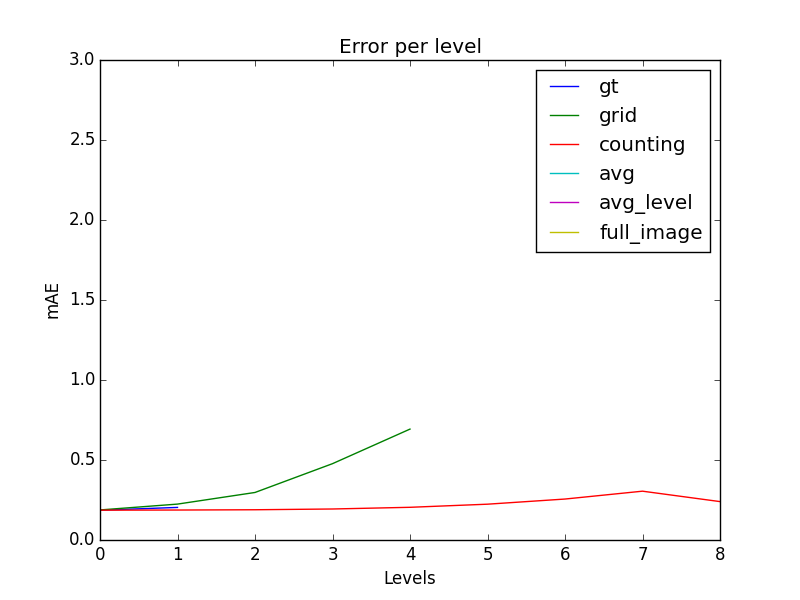 Error per level
3.0
2.5
2.0
1.5
1.0
0.5
0.0
mAE
gt
grid
counting
avg
avg_level
full_image
0 1 2 3 4 5 6 7 8
Levels